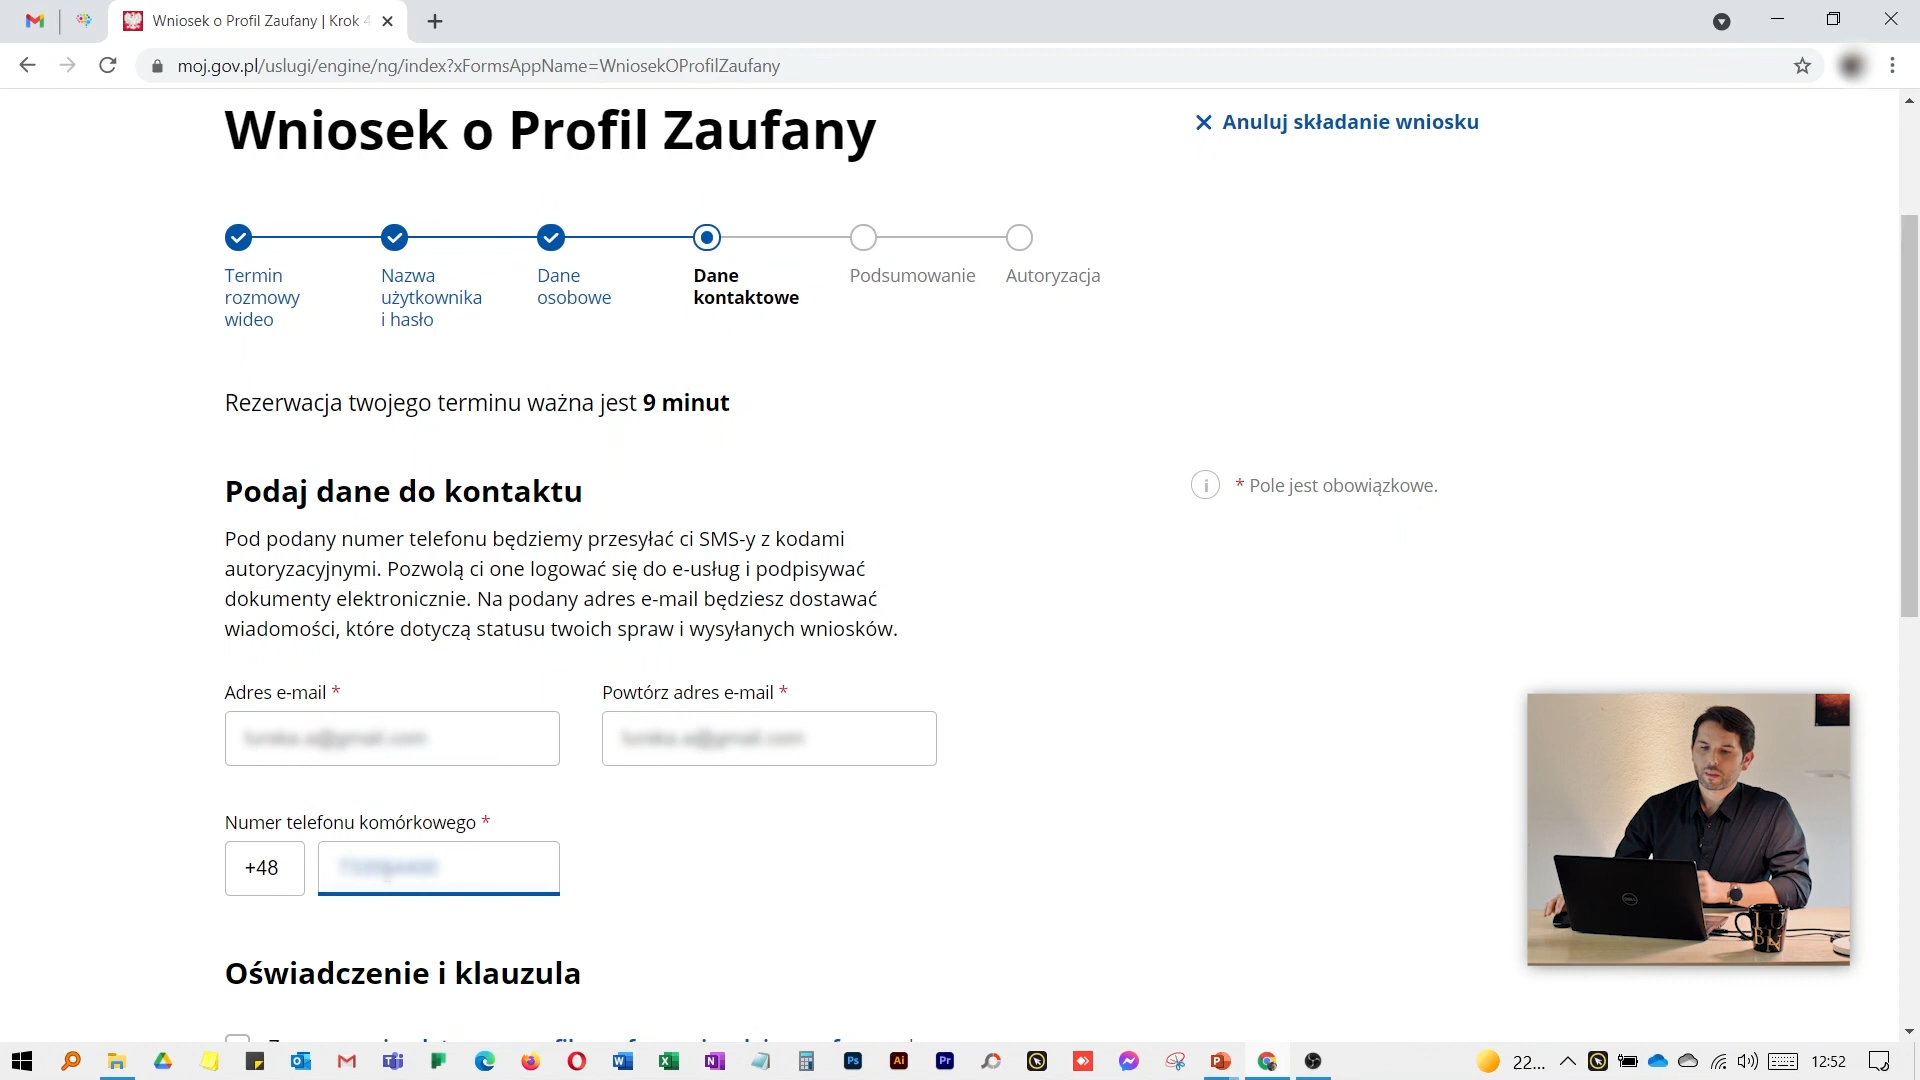 Wniosek o Profil Zaufany | Krok 4
moj.gov.pl/uslugi/engine/ng/index?xFormsAppName=WniosekOProfilZaufany
Wniosek o Profil Zaufany
Anuluj składanie wniosku
Termin rozmowy wideo
Nazwa użytkownika i hasło
Dane osobowe
Dane kontaktowe
Podsumowanie
Autoryzacja
Rezerwacja twojego terminu ważna jest 9 minut
Podaj dane do kontaktu
* Pole jest obowiązkowe.
Pod podany numer telefonu będziemy przesyłać ci SMS-y z kodami
autoryzacyjnymi. Pozwolą ci one logować się do e-usług i podpisywać
dokumenty elektronicznie. Na podany adres e-mail będziesz dostawać
wiadomości, które dotyczą statusu twoich spraw i wysyłanych wniosków.
Adres e-mail *
Powtórz adres e-mail *
Numer telefonu komórkowego *
+48
Oświadczenie i klauzula
22...
12:52